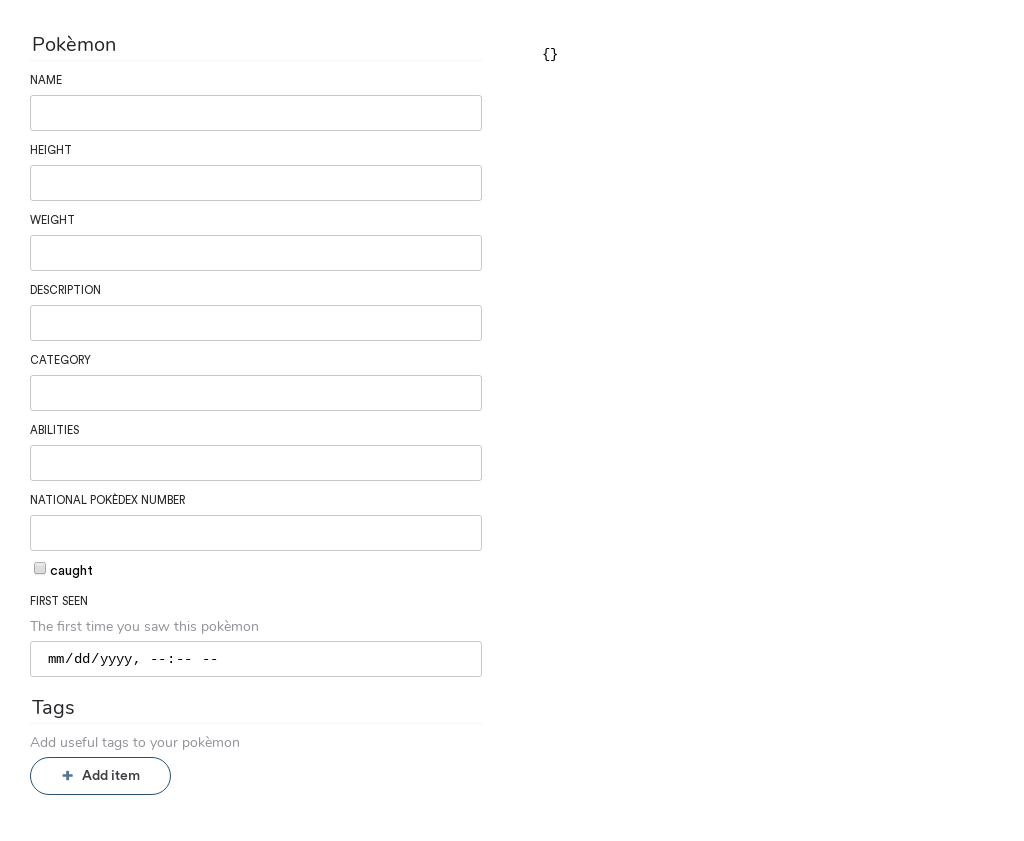 Pokèmon
{}
NAME
HEIGHT
WEIGHT
DESCRIPTION
CATEGORY
ABILITIES
NATIONAL POKÈDEX NUMBER
caught
FIRST SEEN
The first time you saw this pokèmon
mm/dd/yyyy, --:-- --
Tags
Add useful tags to your pokèmon
+ Add item